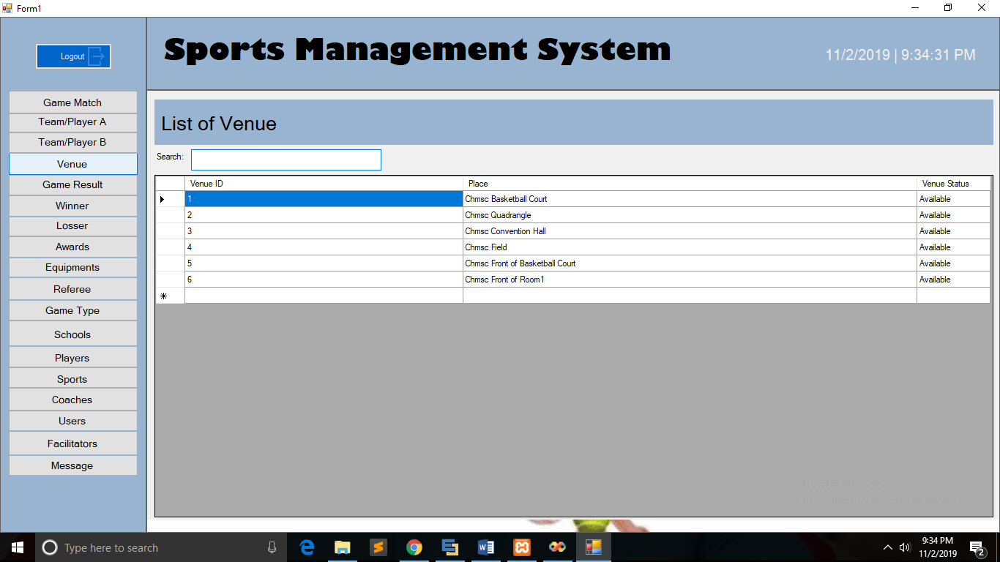 Form1
Logout
Sports Management System
11/2/2019 | 9:34:31 PM
Game Match
Team/Player A
Team/Player B
Venue
Game Result
Winner
Losser
Awards
Equipments
Referee
Game Type
Schools
Players
Sports
Coaches
Users
Facilitators
Message
List of Venue
Search:
Venue ID Place Venue Status
1 Chmsc Basketball Court Available
2 Chmsc Quadrangle Available
3 Chmsc Convention Hall Available
4 Chmsc Field Available
5 Chmsc Front of Basketball Court Available
6 Chmsc Front of Room1 Available
Activate Windows
Type here to search
9:34 PM
11/2/2019
2